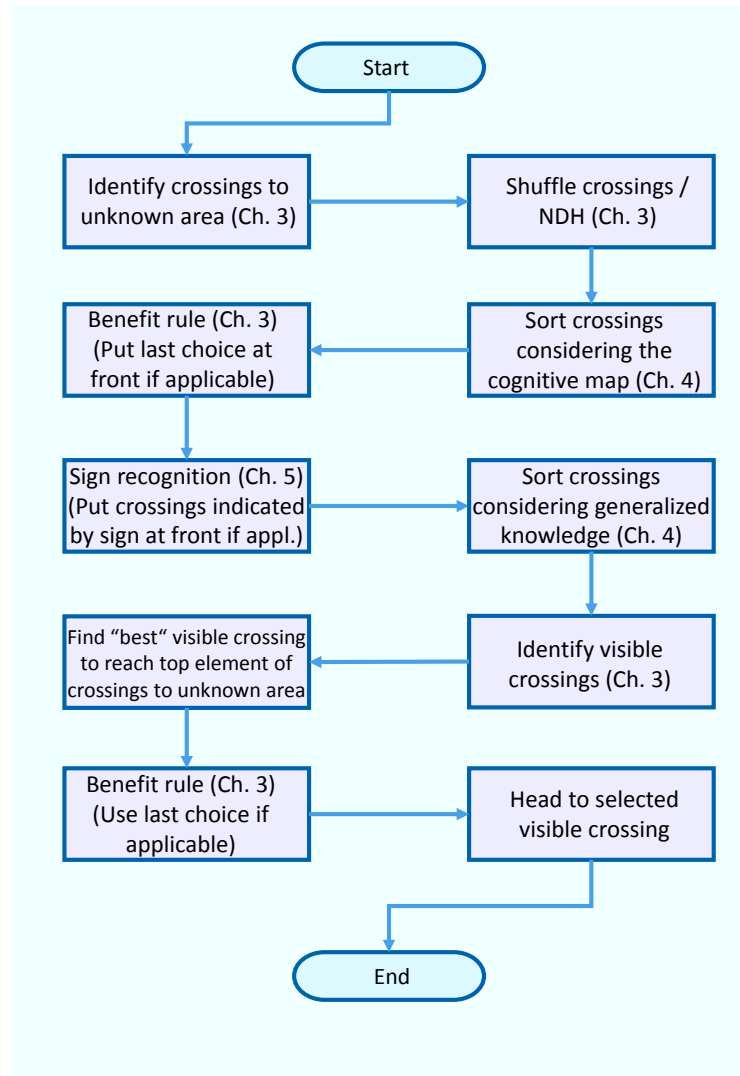 Start
Identify crossings to
unknown area (Ch. 3)
Shuffle crossings /
NDH (Ch. 3)
Sort crossings
considering the
cognitive map (Ch. 4)
Benefit rule (Ch. 3)
(Put last choice at
front if applicable)
Sign recognition (Ch. 5)
(Put crossings indicated
by sign at front if appl.)
Sort crossings
considering generalized
knowledge (Ch. 4)
Identify visible
crossings (Ch. 3)
Find “best“ visible crossing
to reach top element of
crossings to unknown area
Benefit rule (Ch. 3)
(Use last choice if
applicable)
Head to selected
visible crossing
End